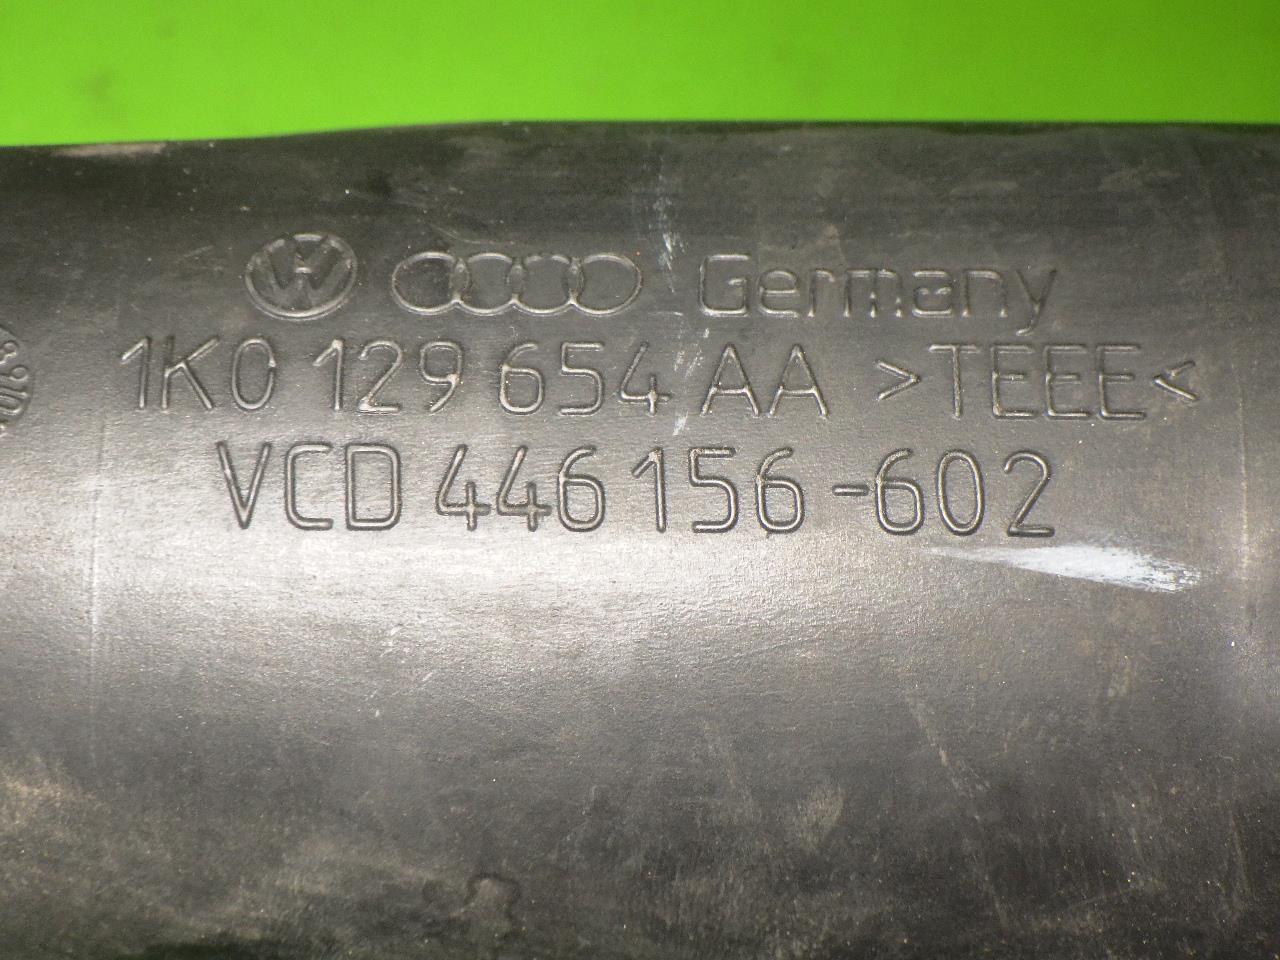 Germany
1K0 129 654 AA >TEEE<
VCD 446 156-602